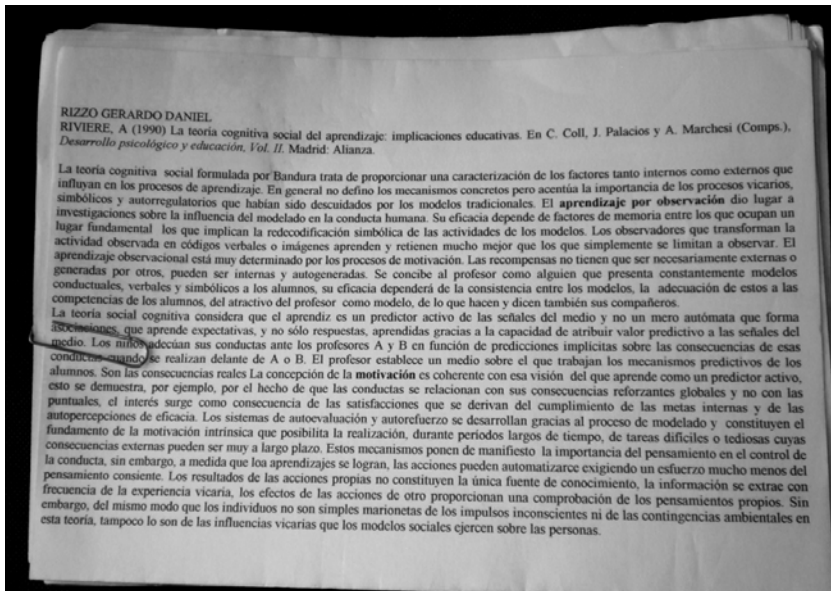 RIZZO GERARDO DANIEL
RIVIERE, A (1990) La teoría cognitiva social del aprendizaje: implicaciones educativas. En C. Coll, J. Palacios y A. Marchesi (Comps.),
Desarrollo psicológico y educación, Vol. II. Madrid: Alianza.
La teoría cognitiva social formulada por Bandura trata de proporcionar una caracterización de los factores tanto internos como externos que
influyan en los procesos de aprendizaje. En general no defino los mecanismos concretos pero acentúa la importancia de los procesos vicarios,
simbólicos y autorregulatorios que habían sido descuidados por los modelos tradicionales. El aprendizaje por observación dio lugar a
investigaciones sobre la influencia del modelado en la conducta humana. Su eficacia depende de factores de memoria entre los que ocupan un
lugar fundamental los que implican la redecodificación simbólica de las actividades de los modelos. Los observadores que transforman la
actividad observada en códigos verbales o imágenes aprenden y retienen mucho mejor que los que simplemente se limitan a observar. El
aprendizaje observacional está muy determinado por los procesos de motivación. Las recompensas no tienen que ser necesariamente externas o
generadas por otros, pueden ser internas y autogeneradas. Se concibe al profesor como alguien que presenta constantemente modelos
conductuales, verbales y simbólicos a los alumnos, su eficacia dependerá de la consistencia entre los modelos, la adecuación de estos a las
competencias de los alumnos, del atractivo del profesor como modelo, de lo que hacen y dicen también sus compañeros.
La teoría social cognitiva considera que el aprendiz es un predictor activo de las señales del medio y no un mero autómata que forma
asociaciones, que aprende expectativas, y no sólo respuestas, aprendidas gracias a la capacidad de atribuir valor predictivo a las señales del
medio. Los niños adecúan sus conductas ante los profesores A y B en función de predicciones implícitas sobre las consecuencias de esas
conductas cuando se realizan delante de A o B. El profesor establece un medio sobre el que trabajan los mecanismos predictivos de los
alumnos. Son las consecuencias reales La concepción de la motivación es coherente con esa visión del que aprende como un predictor activo,
esto se demuestra, por ejemplo, por el hecho de que las conductas se relacionan con sus consecuencias reforzantes globales y no con las
puntuales, el interés surge como consecuencia de las satisfacciones que se derivan del cumplimiento de las metas internas y de las
autopercepciones de eficacia. Los sistemas de autoevaluación y autorefuerzo se desarrollan gracias al proceso de modelado y constituyen el
fundamento de la motivación intrínsica que posibilita la realización, durante períodos largos de tiempo, de tareas difíciles o tediosas cuyas
consecuencias externas pueden ser muy a largo plazo. Estos mecanismos ponen de manifiesto la importancia del pensamiento en el control de
la conducta, sin embargo, a medida que loa aprendizajes se logran, las acciones pueden automatizarce exigiendo un esfuerzo mucho menos del
pensamiento consiente. Los resultados de las acciones propias no constituyen la única fuente de conocimiento, la información se extrae con
frecuencia de la experiencia vicaria, los efectos de las acciones de otro proporcionan una comprobación de los pensamientos propios. Sin
embargo, del mismo modo que los individuos no son simples marionetas de los impulsos inconscientes ni de las contingencias ambientales en
esta teoría, tampoco lo son de las influencias vicarias que los modelos sociales ejercen sobre las personas.